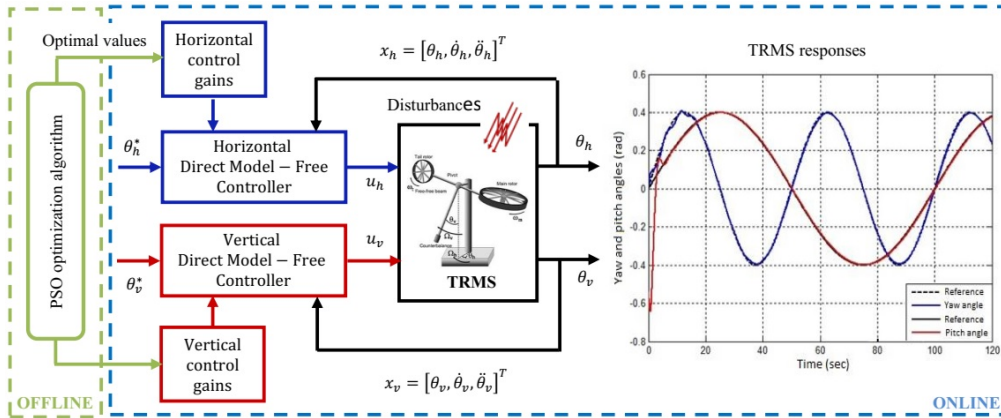 Optimal values
PSO optimization algorithm
OFFLINE
Horizontal
control
gains
θ_h^*
Horizontal
Direct Model – Free
Controller
u_h
x_h = [θ_h, θ̇_h, θ̈_h]^T
Disturbances
Tail rotor
Free-free beam
Pivot
Main rotor
Counterbalance
TRMS
θ_h
θ_v
θ_v^*
Vertical
Direct Model – Free
Controller
u_v
Vertical
control
gains
x_v = [θ_v, θ̇_v, θ̈_v]^T
TRMS responses
Yaw and pitch angles (rad)
0.6
0.4
0.2
0
-0.2
-0.4
-0.6
-0.8
0 20 40 60 80 100 120
Time (sec)
Reference
Yaw angle
Reference
Pitch angle
ONLINE